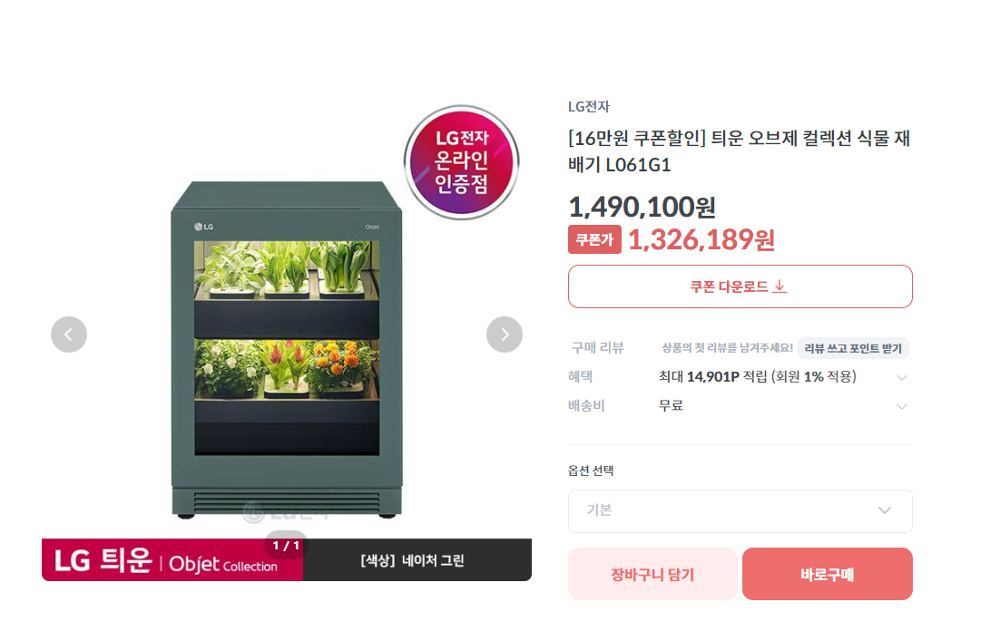 LG전자
온라인
인증점
LG
Objet
LG전자
1 / 1
LG 틔운 | Objet Collection
[색상] 네이처 그린
LG전자
[16만원 쿠폰할인] 틔운 오브제 컬렉션 식물 재
배기 L061G1
1,490,100원
쿠폰가 1,326,189원
쿠폰 다운로드
구매 리뷰 상품의 첫 리뷰를 남겨주세요! 리뷰 쓰고 포인트 받기
혜택 최대 14,901P 적립 (회원 1% 적용)
배송비 무료
옵션 선택
기본
장바구니 담기
바로구매